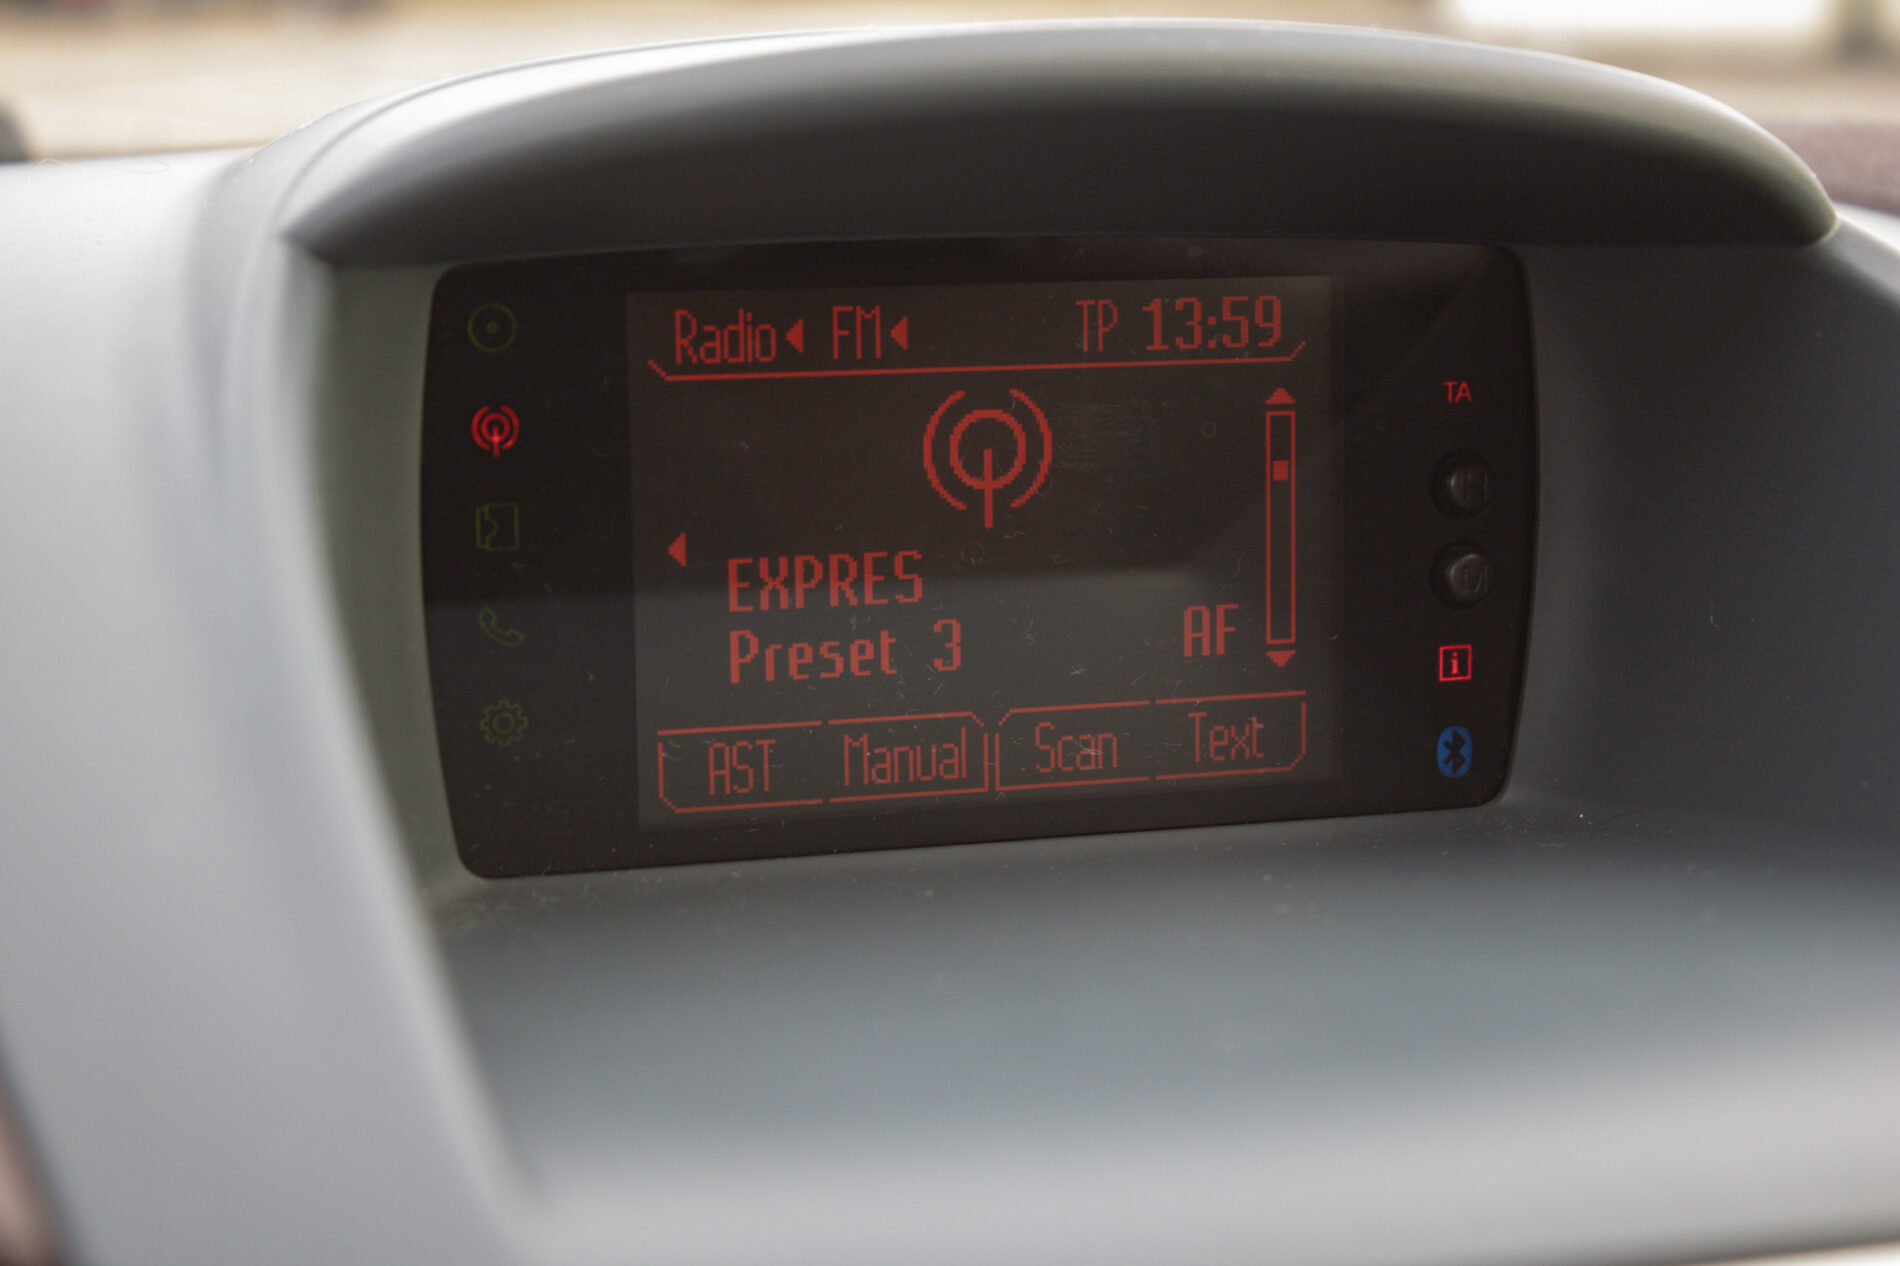 Radio FM TP 13:59
TA
H
M
EXPRES
Preset 3 AF
AST Manual Scan Text
i